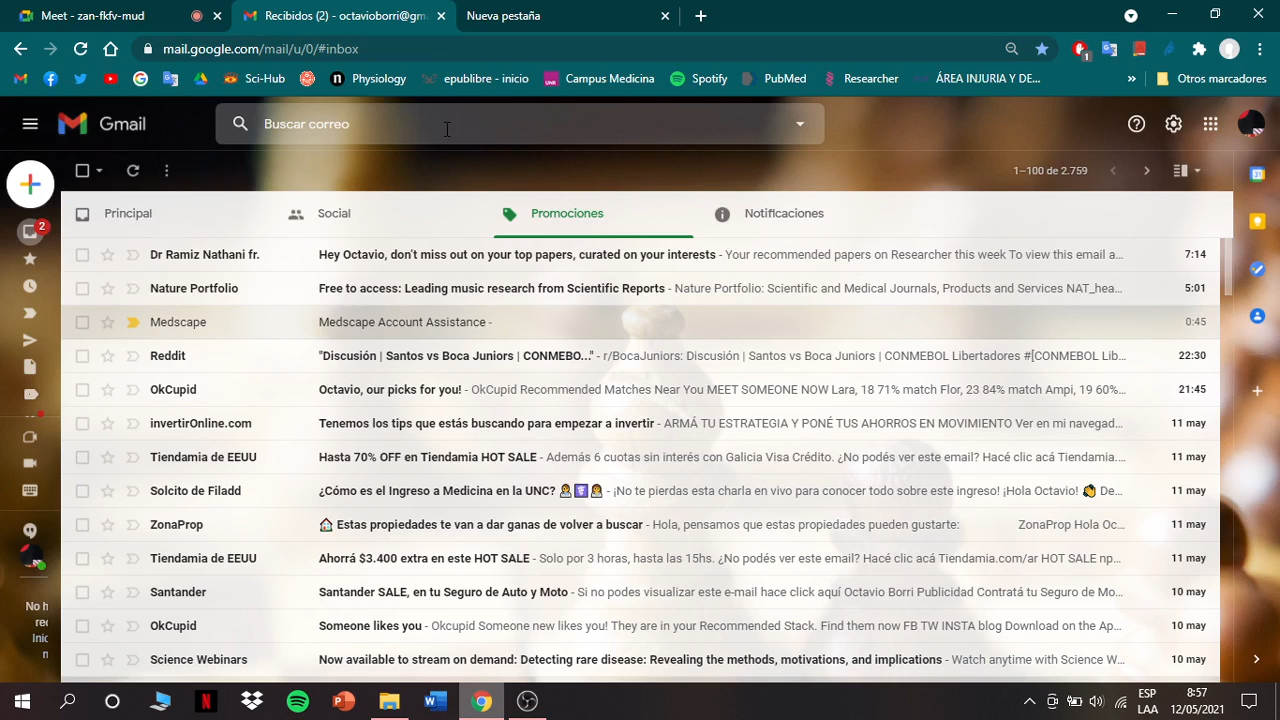 Meet - zan-fkfv-mud
Recibidos (2) - octavioborri@gm
Nueva pestaña
mail.google.com/mail/u/0/#inbox
1
Sci-Hub
Physiology
epublibre - inicio
Campus Medicina
Spotify
PubMed
Researcher
ÁREA INJURIA Y DE...
»
Otros marcadores
Gmail
Buscar correo
1–100 de 2.759
2
Principal
Social
Promociones
Notificaciones
Dr Ramiz Nathani fr. Hey Octavio, don't miss out on your top papers, curated on your interests - Your recommended papers on Researcher this week To view this email a... 7:14
Nature Portfolio Free to access: Leading music research from Scientific Reports - Nature Portfolio: Scientific and Medical Journals, Products and Services NAT_hea... 5:01
Medscape Medscape Account Assistance - 0:45
Reddit "Discusión | Santos vs Boca Juniors | CONMEBO..." - r/BocaJuniors: Discusión | Santos vs Boca Juniors | CONMEBOL Libertadores #[CONMEBOL Lib... 22:30
OkCupid Octavio, our picks for you! - OkCupid Recommended Matches Near You MEET SOMEONE NOW Lara, 18 71% match Flor, 23 84% match Ampi, 19 60%... 21:45
invertirOnline.com Tenemos los tips que estás buscando para empezar a invertir - ARMÁ TU ESTRATEGIA Y PONÉ TUS AHORROS EN MOVIMIENTO Ver en mi navegad... 11 may
Tiendamia de EEUU Hasta 70% OFF en Tiendamia HOT SALE - Además 6 cuotas sin interés con Galicia Visa Crédito. ¿No podés ver este email? Hacé clic acá Tiendamia.... 11 may
Solcito de Filadd ¿Cómo es el Ingreso a Medicina en la UNC? - ¡No te pierdas esta charla en vivo para conocer todo sobre este ingreso! ¡Hola Octavio! De... 11 may
ZonaProp Estas propiedades te van a dar ganas de volver a buscar - Hola, pensamos que estas propiedades pueden gustarte: ZonaProp Hola Oc... 11 may
Tiendamia de EEUU Ahorrá $3.400 extra en este HOT SALE - Solo por 3 horas, hasta las 15hs. ¿No podés ver este email? Hacé clic acá Tiendamia.com/ar HOT SALE np... 11 may
Santander Santander SALE, en tu Seguro de Auto y Moto - Si no podes visualizar este e-mail hace click aquí Octavio Borri Publicidad Contratá tu Seguro de Mo... 10 may
OkCupid Someone likes you - Okcupid Someone new likes you! They are in your Recommended Stack. Find them now FB TW INSTA blog Download on the Ap... 10 may
Science Webinars Now available to stream on demand: Detecting rare disease: Revealing the methods, motivations, and implications - Watch anytime with Science W... 10 may
No h
Inic
n
ESP
LAA
8:57
12/05/2021